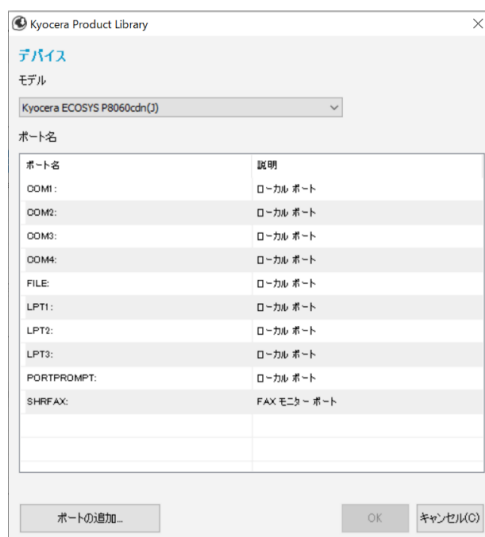 Kyocera Product Library
デバイス
モデル
Kyocera ECOSYS P8060cdn(J)
ポート名
ポート名 説明
COM1: ローカル ポート
COM2: ローカル ポート
COM3: ローカル ポート
COM4: ローカル ポート
FILE: ローカル ポート
LPT1: ローカル ポート
LPT2: ローカル ポート
LPT3: ローカル ポート
PORTPROMPT: ローカル ポート
SHRFAX: FAX モニター ポート
ポートの追加... OK キャンセル(C)